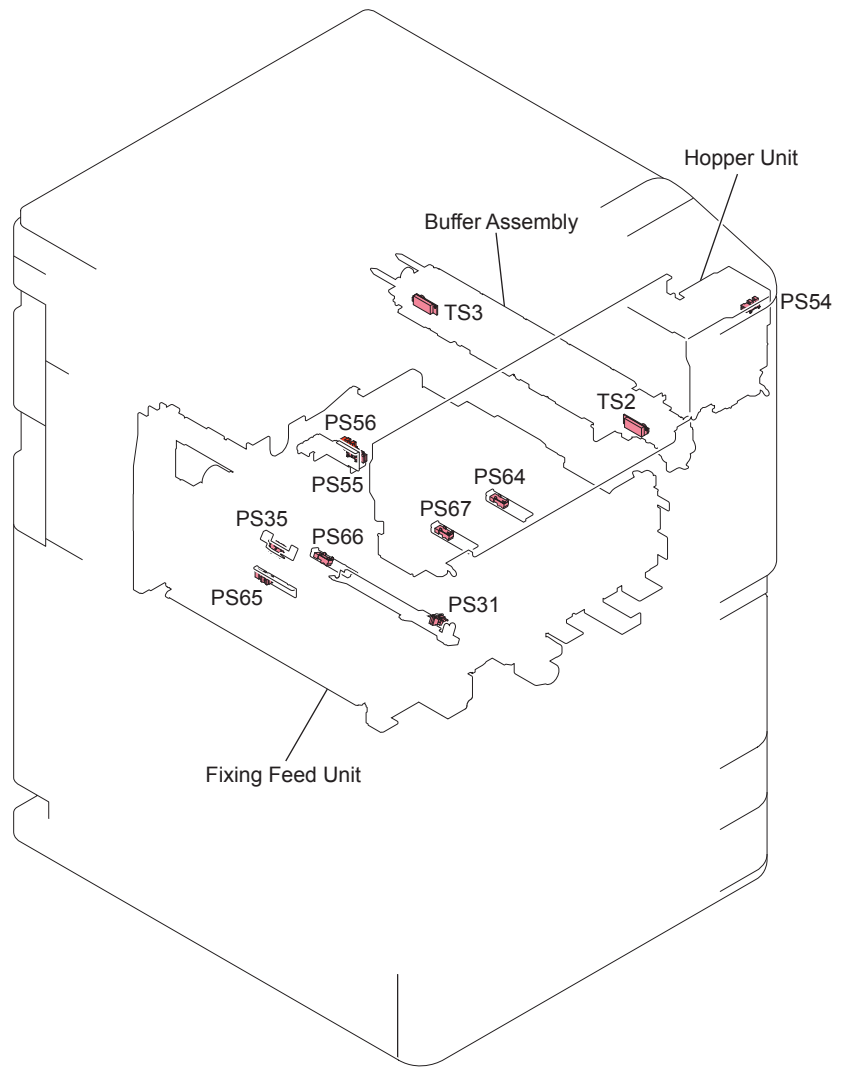 Hopper Unit
Buffer Assembly
PS54
TS3
TS2
PS56
PS55
PS64
PS67
PS35
PS66
PS65
PS31
Fixing Feed Unit